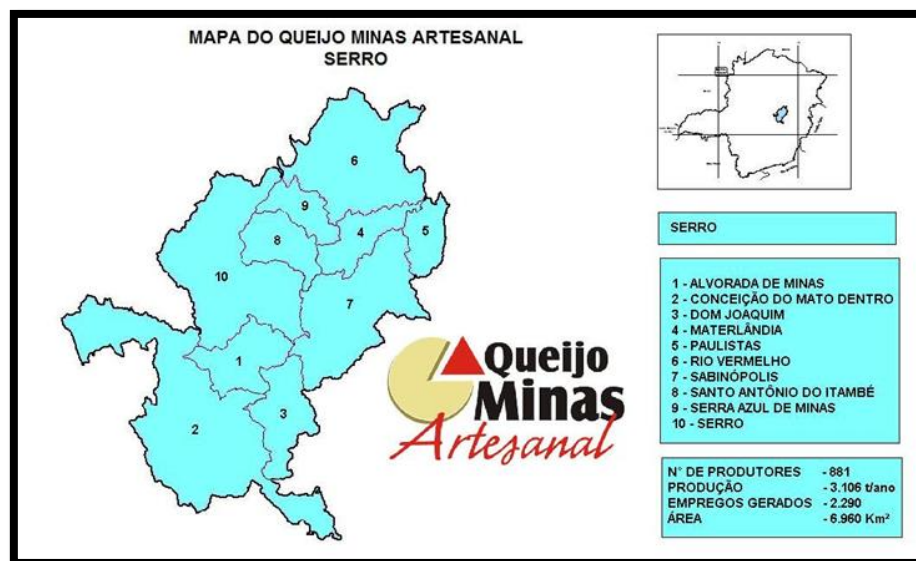 MAPA DO QUEIJO MINAS ARTESANAL
SERRO
6
9
4
5
8
10
7
1
2
3
Queijo
Minas
Artesanal
SERRO
1 - ALVORADA DE MINAS
2 - CONCEIÇÃO DO MATO DENTRO
3 - DOM JOAQUIM
4 - MATERLÂNDIA
5 - PAULISTAS
6 - RIO VERMELHO
7 - SABINÓPOLIS
8 - SANTO ANTÔNIO DO ITAMBÉ
9 - SERRA AZUL DE MINAS
10 - SERRO
N° DE PRODUTORES - 881
PRODUÇÃO - 3.106 t/ano
EMPREGOS GERADOS - 2.290
ÁREA - 6.960 Km²